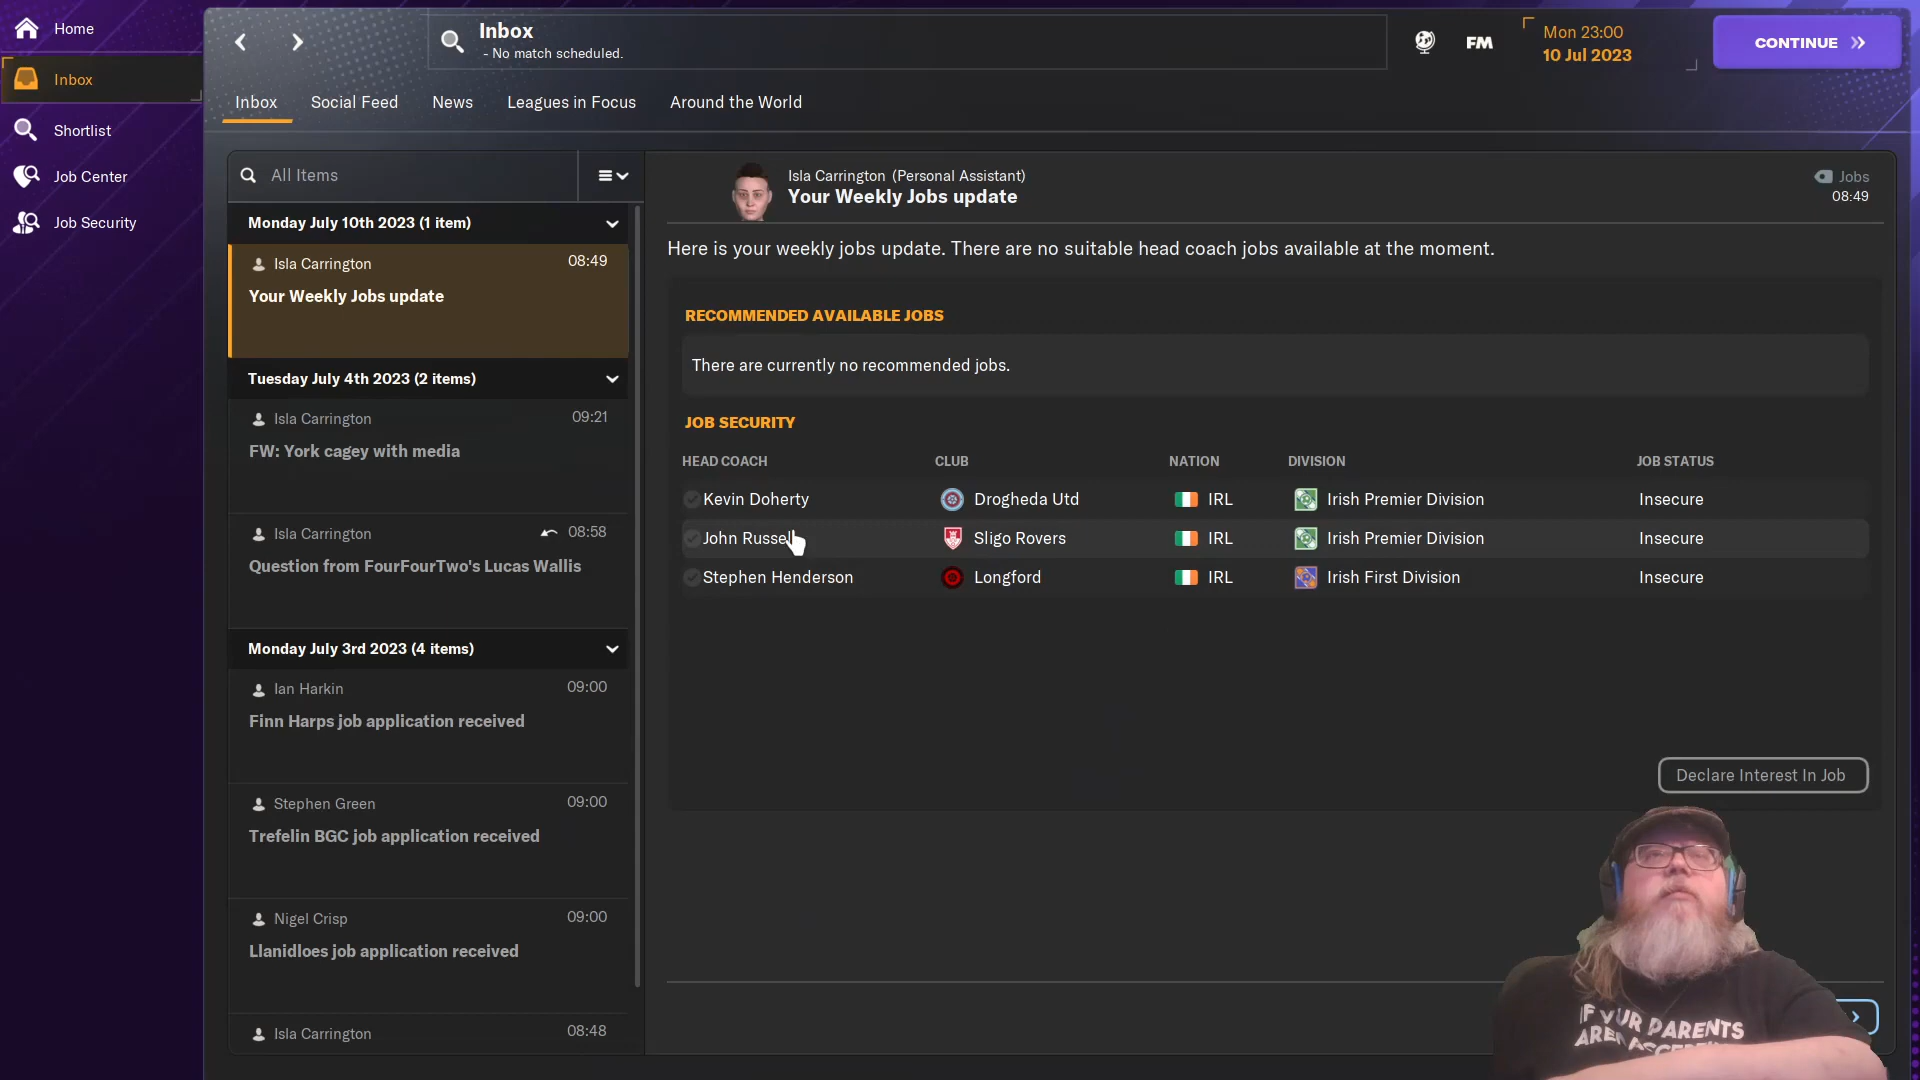 Home
Inbox
Shortlist
Job Center
Job Security
Inbox
- No match scheduled.
FM
Mon 23:00
10 Jul 2023
CONTINUE
Inbox
Social Feed
News
Leagues in Focus
Around the World
All Items
Monday July 10th 2023 (1 item)
Isla Carrington
08:49
Your Weekly Jobs update
Tuesday July 4th 2023 (2 items)
Isla Carrington
09:21
FW: York cagey with media
Isla Carrington
08:58
Question from FourFourTwo's Lucas Wallis
Monday July 3rd 2023 (4 items)
Ian Harkin
09:00
Finn Harps job application received
Stephen Green
09:00
Trefelin BGC job application received
Nigel Crisp
09:00
Llanidloes job application received
Isla Carrington
08:48
Isla Carrington (Personal Assistant)
Your Weekly Jobs update
Jobs
08:49
Here is your weekly jobs update. There are no suitable head coach jobs available at the moment.
RECOMMENDED AVAILABLE JOBS
There are currently no recommended jobs.
JOB SECURITY
HEAD COACH CLUB NATION DIVISION JOB STATUS
Kevin Doherty Drogheda Utd IRL Irish Premier Division Insecure
John Russell Sligo Rovers IRL Irish Premier Division Insecure
Stephen Henderson Longford IRL Irish First Division Insecure
Declare Interest In Job
IF YOUR PARENTS